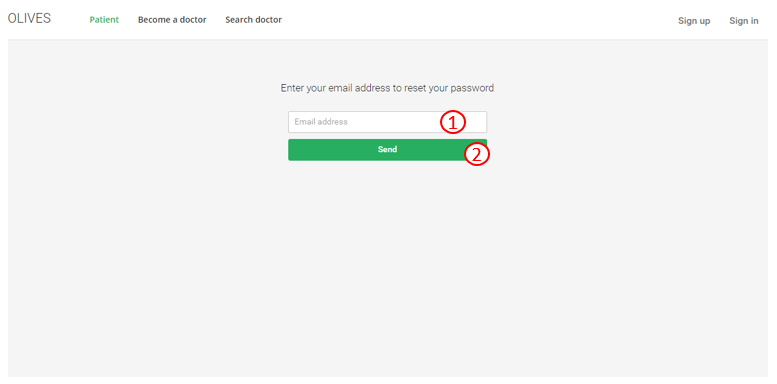 OLIVES Patient Become a doctor Search doctor Sign up Sign in
Enter your email address to reset your password
Email address 1
Send 2